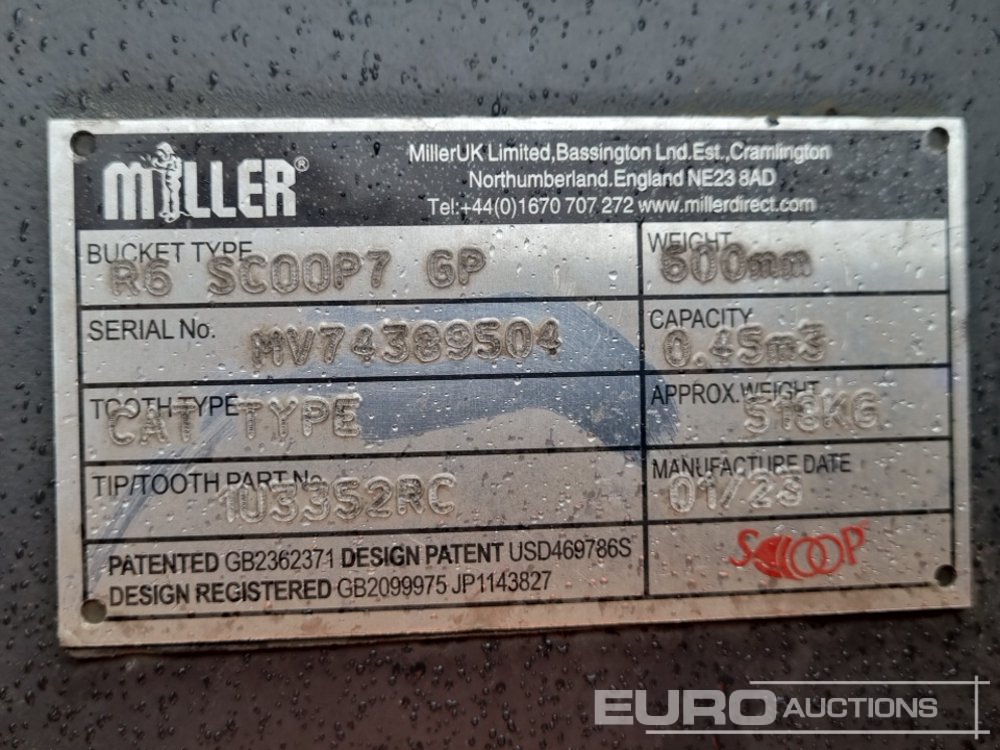 MILLER®
MillerUK Limited,Bassington Lnd.Est.,Cramlington
Northumberland.England NE23 8AD
Tel:+44(0)1670 707 272 www.millerdirect.com
BUCKET TYPE
R6 SCOOP7 GP
WEIGHT
600mm
SERIAL No.
MV74389504
CAPACITY
0.45m3
TOOTH TYPE
CAT TYPE
APPROX.WEIGHT
TIP/TOOTH PART No.
1U3352RC
MANUFACTURE DATE
01/23
PATENTED GB2362371 DESIGN PATENT USD469786S
DESIGN REGISTERED GB2099975 JP1143827
SCOOP
EURO AUCTIONS